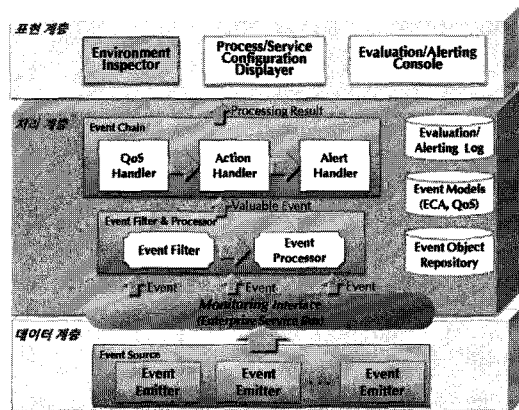 표현 계층
Environment
Inspector
Process/Service
Configuration
Displayer
Evaluation/Alerting
Console
처리 계층
Processing Result
Event Chain
QoS
Handler
Action
Handler
Alert
Handler
Evaluation/
Alerting Log
Valuable Event
Event Filter & Processor
Event Filter
Event
Processor
Event Models
(ECA, QoS)
Event Object
Repository
Event
Event
Event
Monitoring Interface
(Enterprise Service Bus)
데이터 계층
Event Source
Event
Emitter
Event
Emitter
Event
Emitter